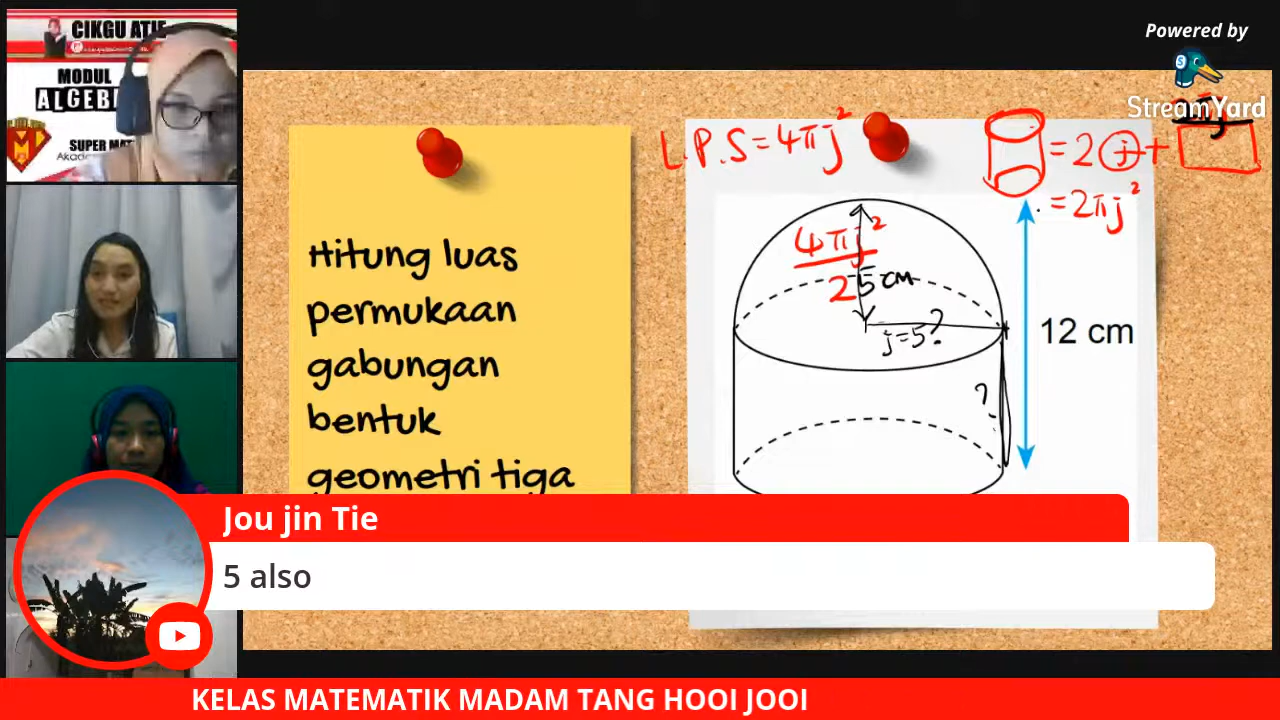 CIKGU ATIE
MODUL
ALGEB
SUPER MAT
Akade
Powered by
StreamYard
Hitung luas
permukaan
gabungan
bentuk
geometri tiga
L.P.S = 4πj²
= 2 j +
= 2πj²
4πj²
2
5 cm
j=5?
?
12 cm
Jou jin Tie
5 also
KELAS MATEMATIK MADAM TANG HOOI JOOI